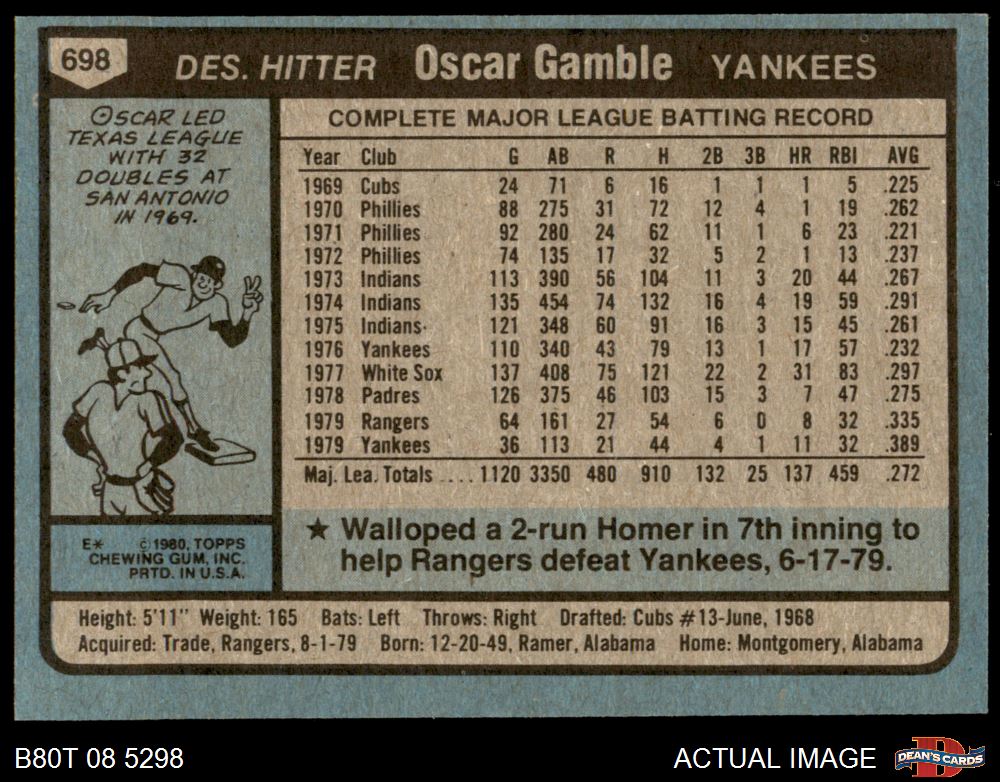 698 DES. HITTER Oscar Gamble YANKEES
OSCAR LED
TEXAS LEAGUE
WITH 32
DOUBLES AT
SAN ANTONIO
IN 1969.
COMPLETE MAJOR LEAGUE BATTING RECORD
Year Club G AB R H 2B 3B HR RBI AVG
1969 Cubs 24 71 6 16 1 1 1 5 .225
1970 Phillies 88 275 31 72 12 4 1 19 .262
1971 Phillies 92 280 24 62 11 1 6 23 .221
1972 Phillies 74 135 17 32 5 2 1 13 .237
1973 Indians 113 390 56 104 11 3 20 44 .267
1974 Indians 135 454 74 132 16 4 19 59 .291
1975 Indians 121 348 60 91 16 3 15 45 .261
1976 Yankees 110 340 43 79 13 1 17 57 .232
1977 White Sox 137 408 75 121 22 2 31 83 .297
1978 Padres 126 375 46 103 15 3 7 47 .275
1979 Rangers 64 161 27 54 6 0 8 32 .335
1979 Yankees 36 113 21 44 4 1 11 32 .389
Maj. Lea. Totals .... 1120 3350 480 910 132 25 137 459 .272
★ Walloped a 2-run Homer in 7th inning to
help Rangers defeat Yankees, 6-17-79.
E* © 1980, TOPPS
CHEWING GUM, INC.
PRTD. IN U.S.A.
Height: 5'11" Weight: 165 Bats: Left Throws: Right Drafted: Cubs #13-June, 1968
Acquired: Trade, Rangers, 8-1-79 Born: 12-20-49, Ramer, Alabama Home: Montgomery, Alabama
B80T 08 5298 ACTUAL IMAGE D DEAN'S CARDS